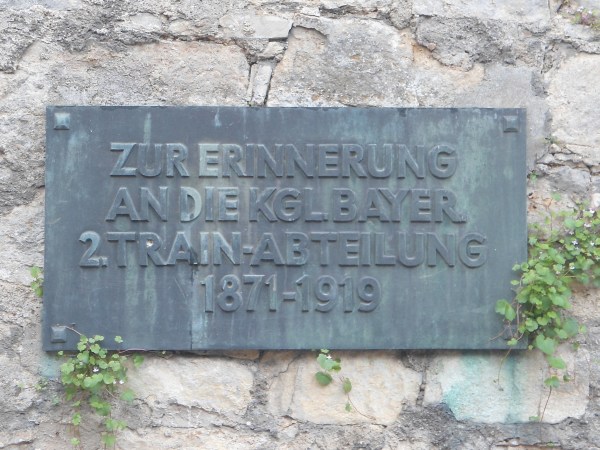 ZUR ERINNERUNG
AN DIE KGL. BAYER.
2. TRAIN-ABTEILUNG
1871-1919